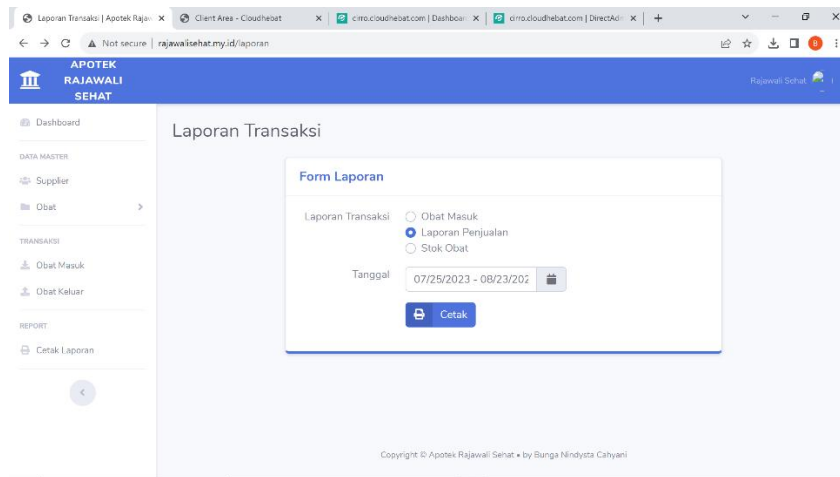 Laporan Transaksi | Apotek Rajaw
Client Area - Cloudhebat
cirro.cloudhebat.com | Dashboar
cirro.cloudhebat.com | DirectAdm
Not secure | rajawalisehat.my.id/laporan
B
APOTEK
RAJAWALI
SEHAT
Rajawali Sehat
Dashboard
DATA MASTER
Supplier
Obat
TRANSAKSI
Obat Masuk
Obat Keluar
REPORT
Cetak Laporan
Laporan Transaksi
Form Laporan
Laporan Transaksi
Obat Masuk
Laporan Penjualan
Stok Obat
Tanggal
07/25/2023 - 08/23/202
Cetak
Copyright © Apotek Rajawali Sehat • by Bunga Nindysta Cahyani